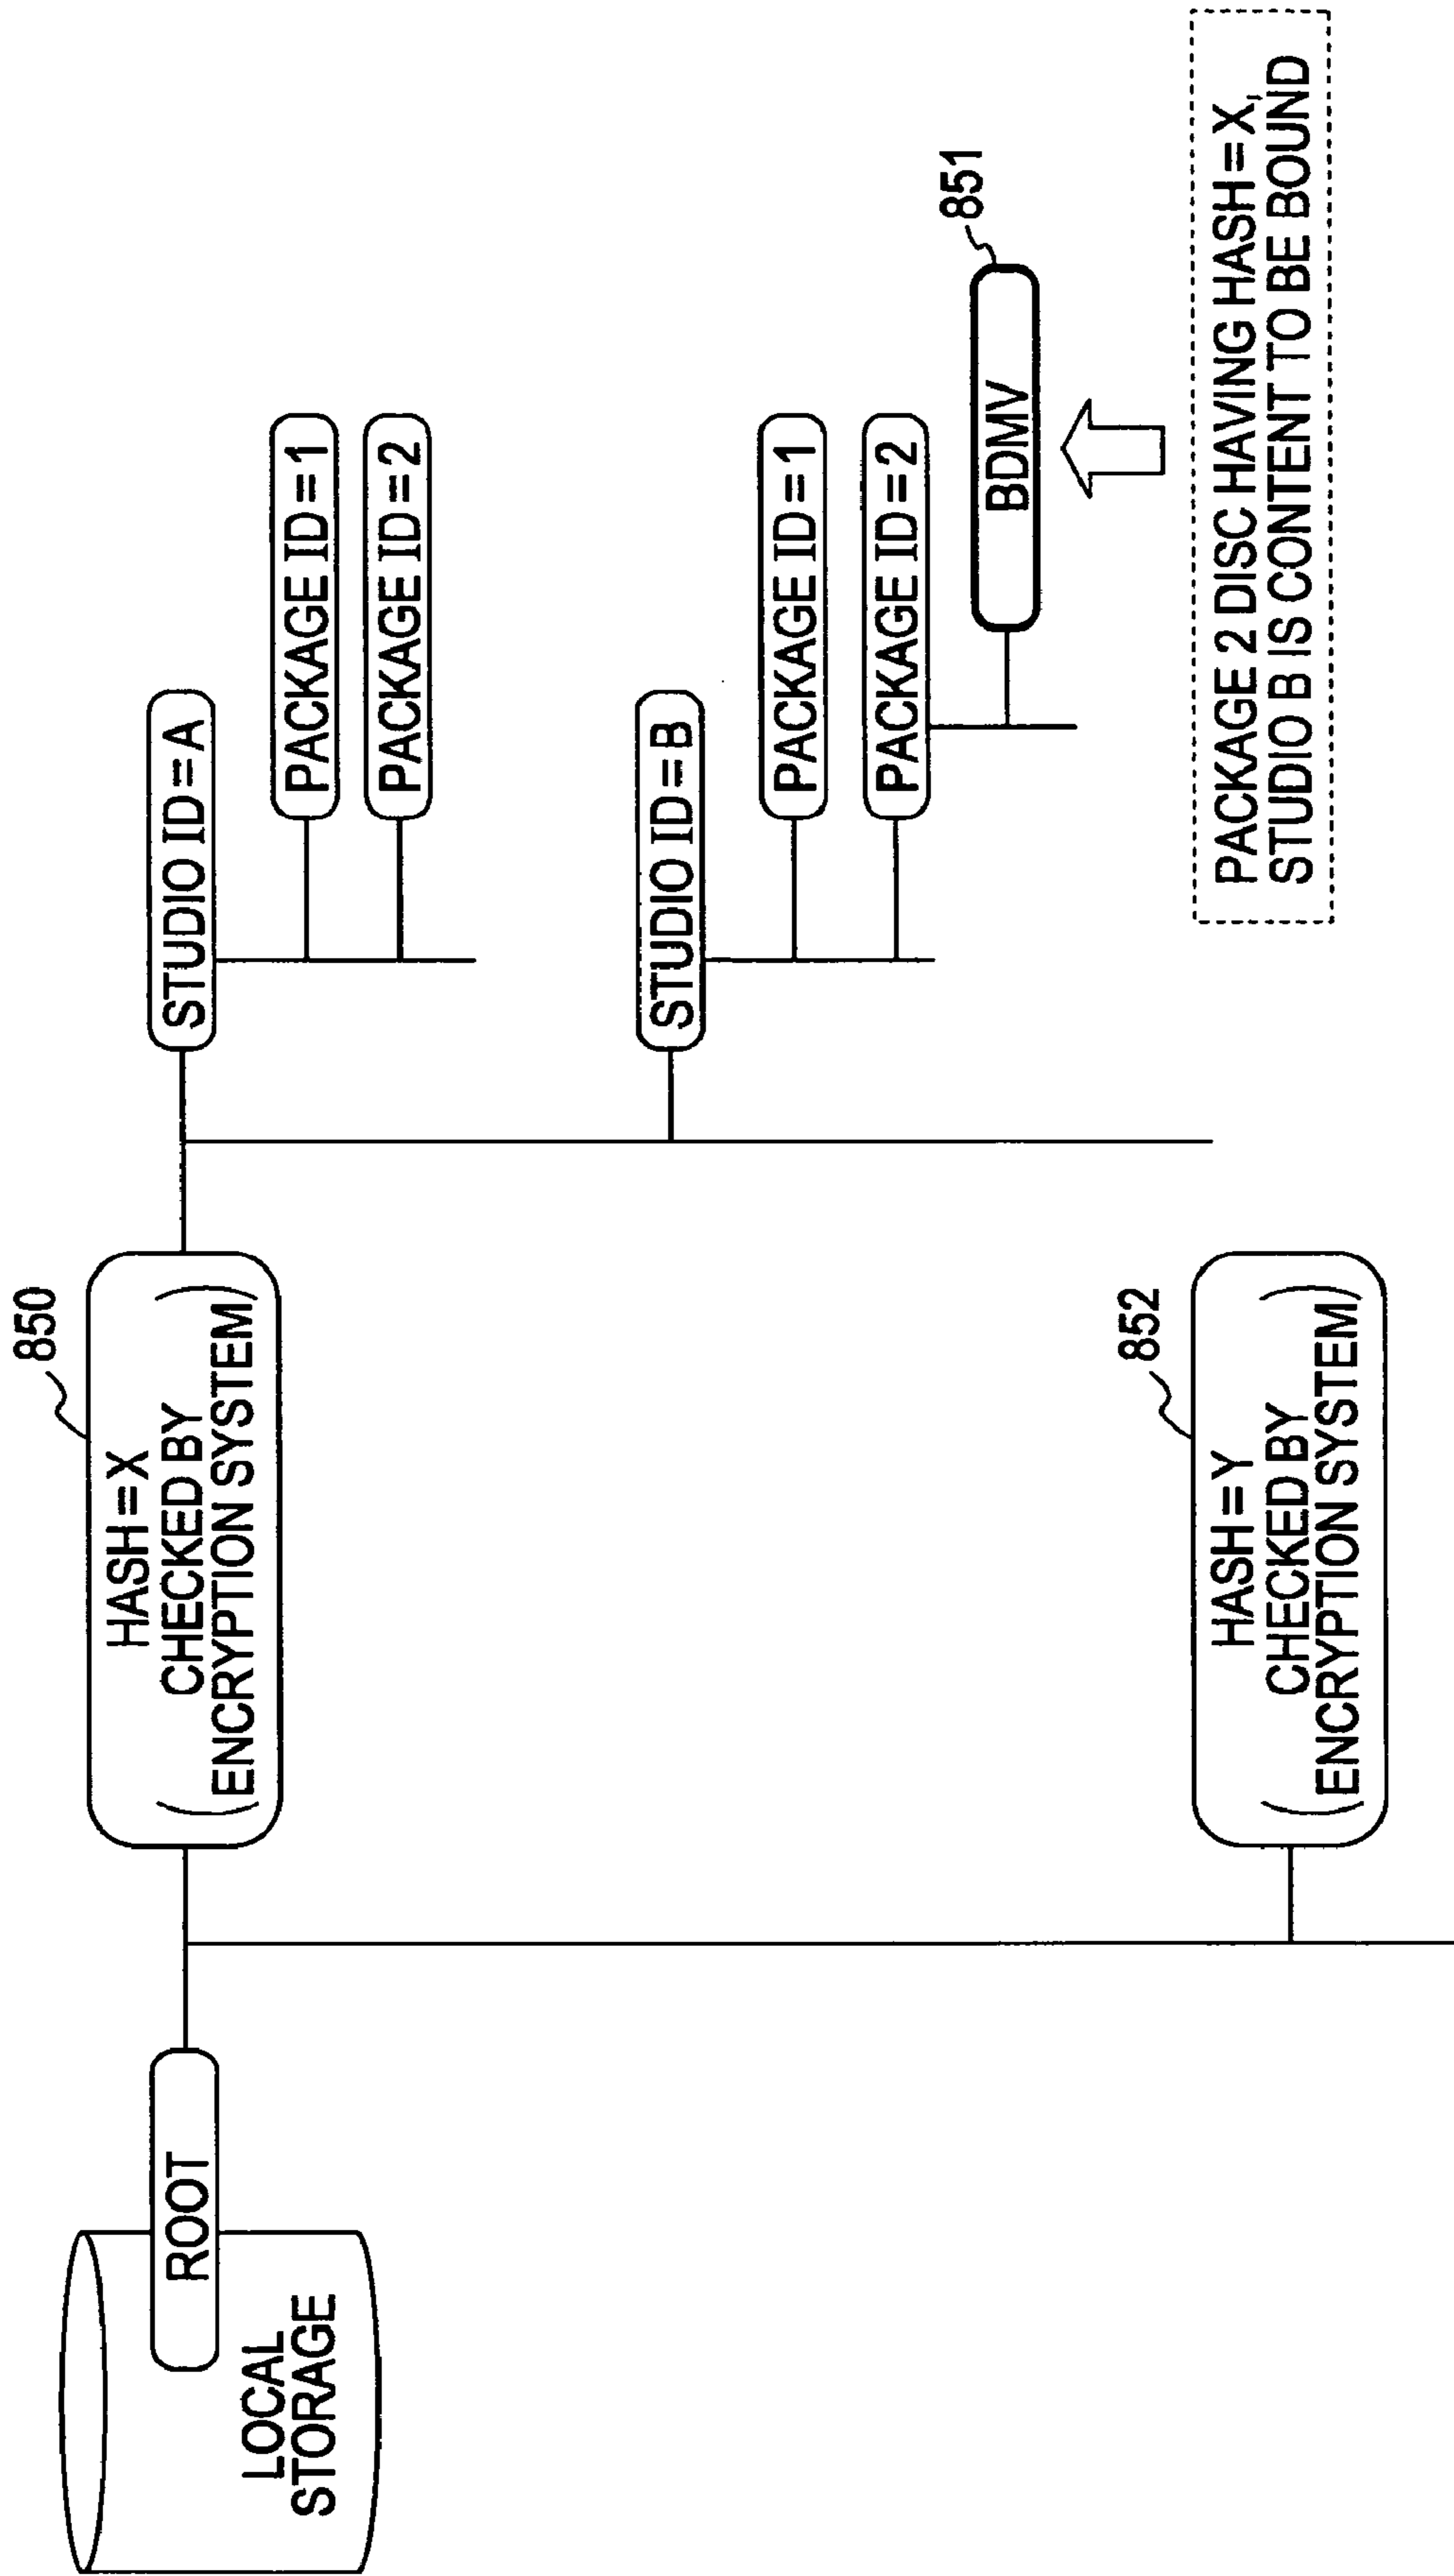 LOCAL
STORAGE
ROOT
850
HASH=X
CHECKED BY
(ENCRYPTION SYSTEM)
STUDIO ID=A
PACKAGE ID=1
PACKAGE ID=2
STUDIO ID=B
PACKAGE ID=1
PACKAGE ID=2
BDMV
851
PACKAGE 2 DISC HAVING HASH=X,
STUDIO B IS CONTENT TO BE BOUND
852
HASH=Y
CHECKED BY
(ENCRYPTION SYSTEM)